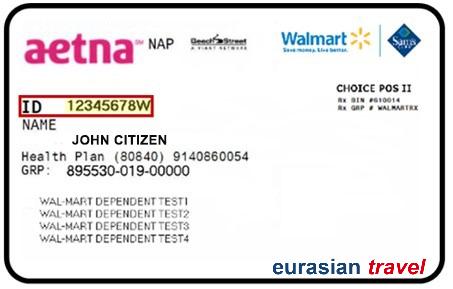 aetna NAP Beech Street Walmart Sam's
A VIANT NETWORK Save money. Live better.
CHOICE POS II
Rx BIN #610014
Rx GRP # WALMARTRX
ID 12345678W
NAME
JOHN CITIZEN
Health Plan (80840) 9140860054
GRP: 895530-019-00000
WAL-MART DEPENDENT TEST1
WAL-MART DEPENDENT TEST2
WAL-MART DEPENDENT TEST3
WAL-MART DEPENDENT TEST4
eurasian travel